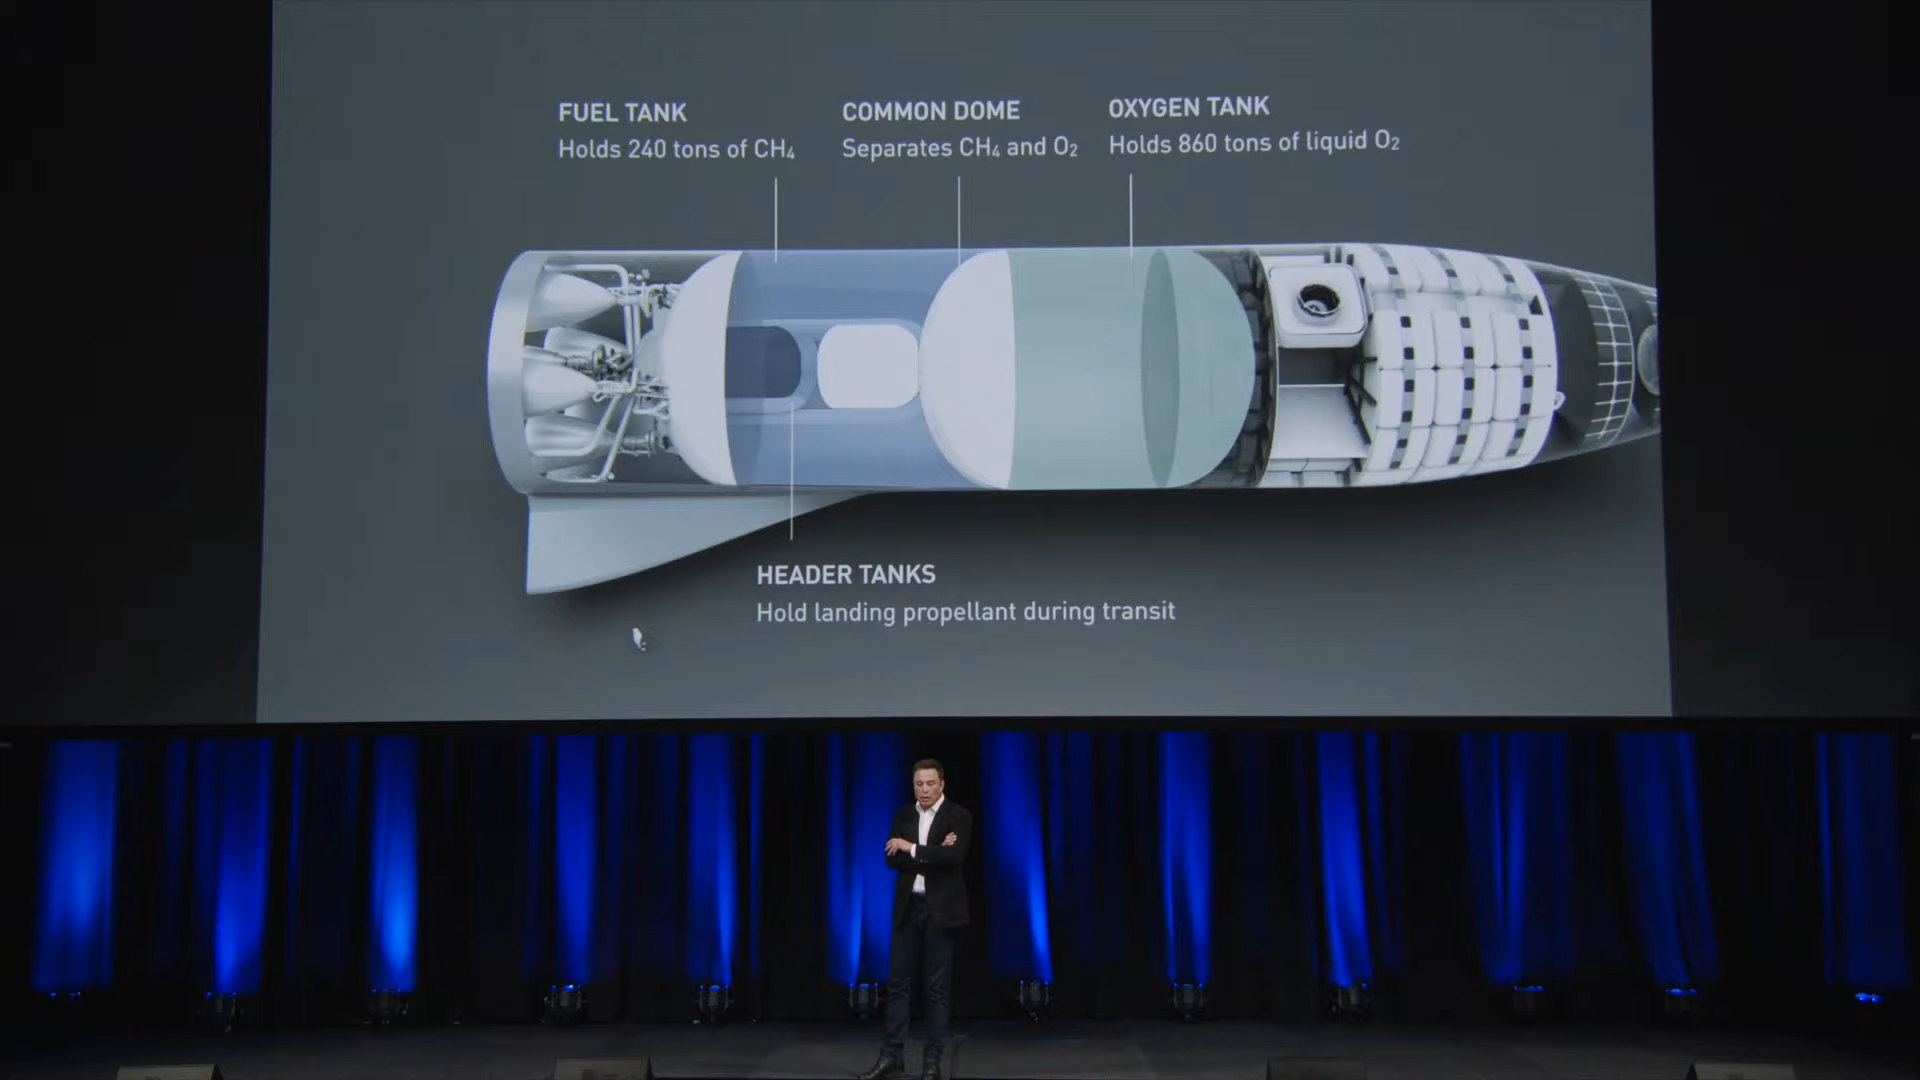 FUEL TANK
Holds 240 tons of CH₄
COMMON DOME
Separates CH₄ and O₂
OXYGEN TANK
Holds 860 tons of liquid O₂
HEADER TANKS
Hold landing propellant during transit